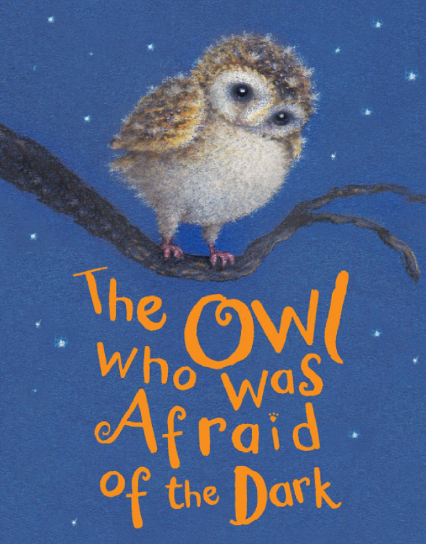 The Owl
who was
Afraid
of the Dark